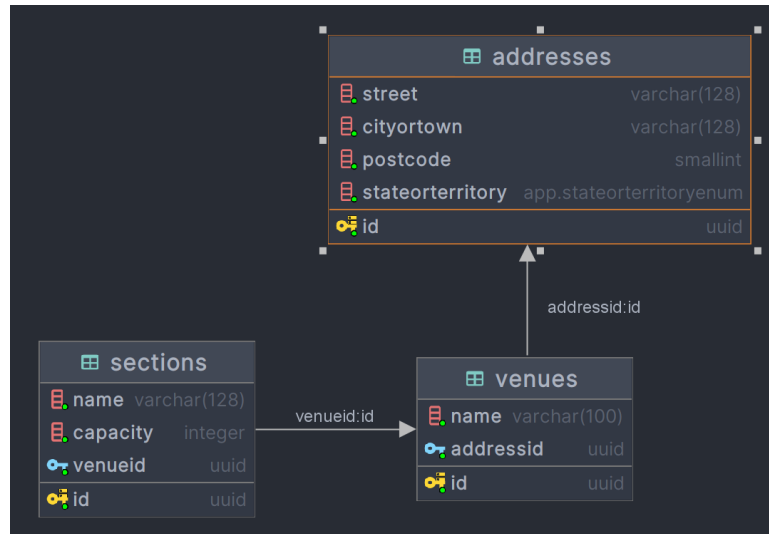 addresses
street varchar(128)
cityortown varchar(128)
postcode smallint
stateorterritory app.stateorterritoryenum
id uuid
addressid:id
sections
name varchar(128)
capacity integer
venueid uuid
id uuid
venueid:id
venues
name varchar(100)
addressid uuid
id uuid